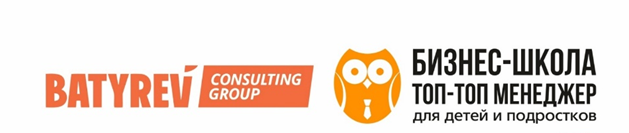 BATYREV
CONSULTING
GROUP
БИЗНЕС-ШКОЛА
ТОП-ТОП МЕНЕДЖЕР
для детей и подростков